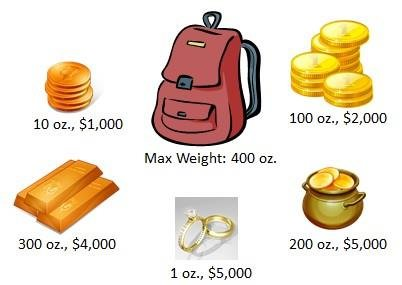 10 oz., $1,000
100 oz., $2,000
Max Weight: 400 oz.
300 oz., $4,000
1 oz., $5,000
200 oz., $5,000